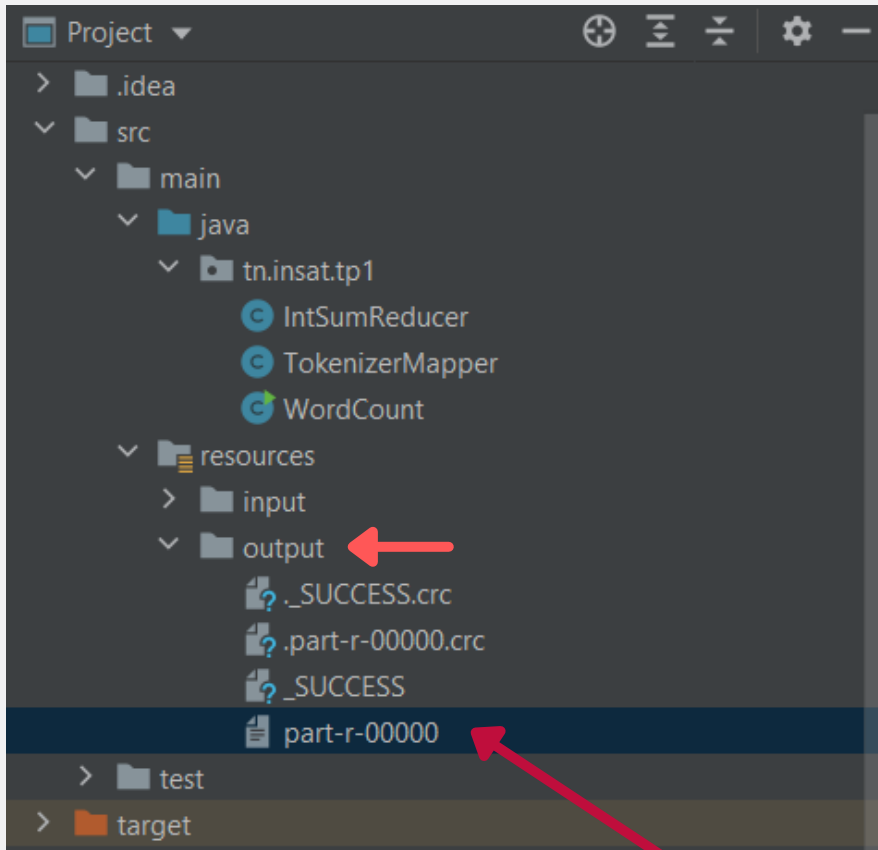 Project
.idea
src
main
java
tn.insat.tp1
IntSumReducer
TokenizerMapper
WordCount
resources
input
output
._SUCCESS.crc
.part-r-00000.crc
_SUCCESS
part-r-00000
test
target